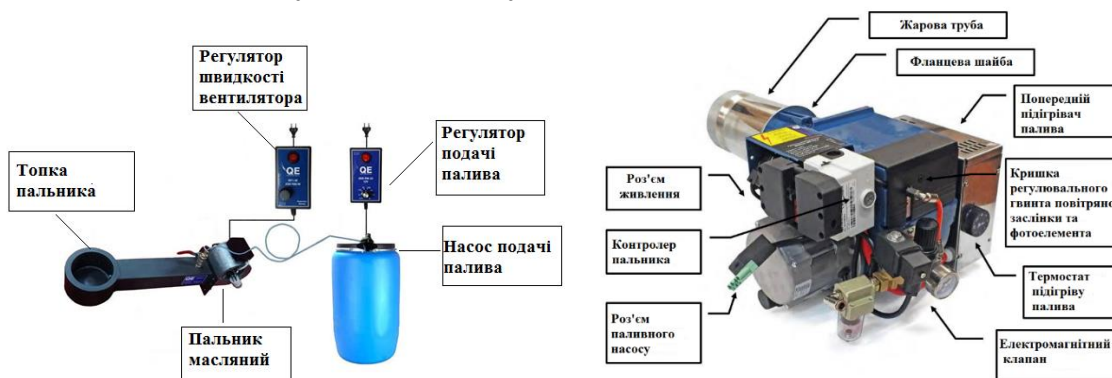 Регулятор
швидкості
вентилятора
Регулятор
подачі
палива
Топка
пальника
QE
QE
Насос подачі
палива
Пальник
масляний
Жарова труба
Фланцева шайба
Попередній
підігрівач
палива
Роз'єм
живлення
Кришка
регулювального
гвинта повітряно
заслінки та
фотоелемента
Контролер
пальника
Термостат
підігріву
палива
Роз'єм
паливного
насосу
Електромагнітний
клапан